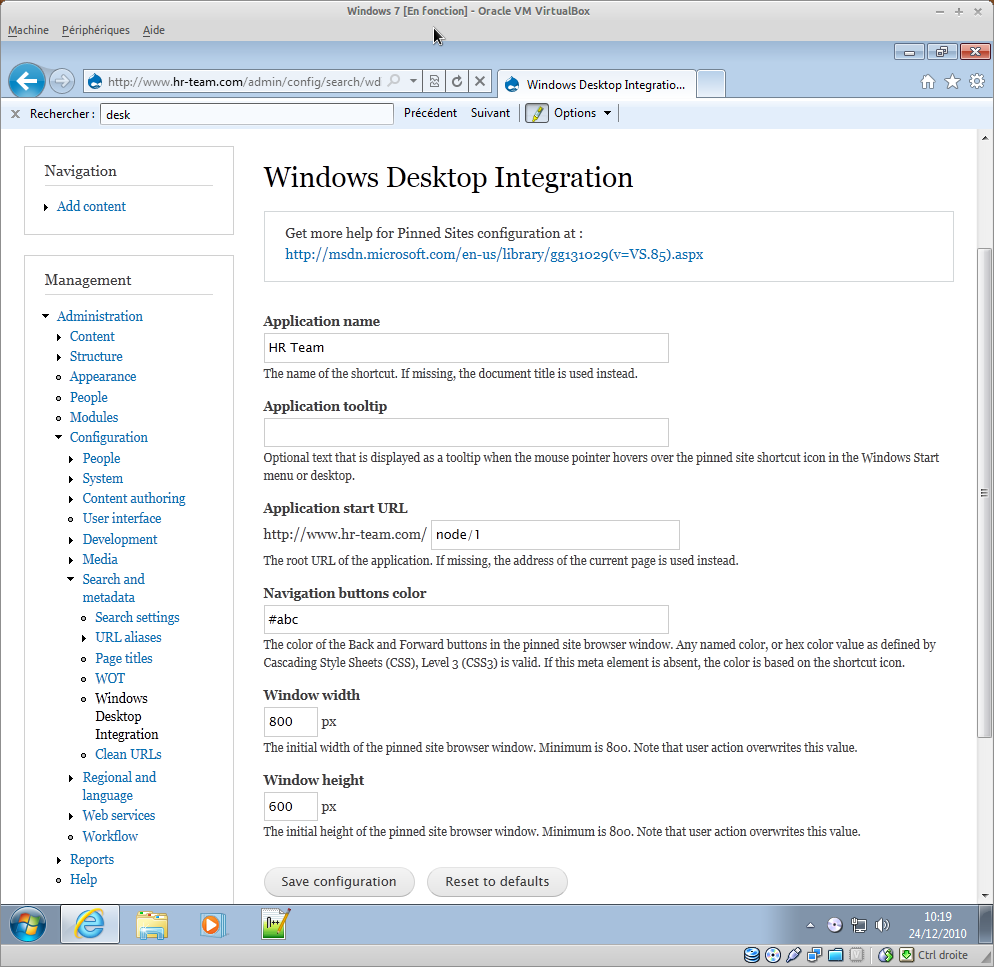 Windows 7 [En fonction] - Oracle VM VirtualBox
Machine Périphériques Aide
http://www.hr-team.com/admin/config/search/wd
Windows Desktop Integratio...
Rechercher : desk Précédent Suivant Options
Navigation
Add content
Management
Administration
Content
Structure
Appearance
People
Modules
Configuration
People
System
Content authoring
User interface
Development
Media
Search and
metadata
Search settings
URL aliases
Page titles
WOT
Windows
Desktop
Integration
Clean URLs
Regional and
language
Web services
Workflow
Reports
Help
Windows Desktop Integration
Get more help for Pinned Sites configuration at :
http://msdn.microsoft.com/en-us/library/gg131029(v=VS.85).aspx
Application name
HR Team
The name of the shortcut. If missing, the document title is used instead.
Application tooltip
Optional text that is displayed as a tooltip when the mouse pointer hovers over the pinned site shortcut icon in the Windows Start
menu or desktop.
Application start URL
http://www.hr-team.com/ node/1
The root URL of the application. If missing, the address of the current page is used instead.
Navigation buttons color
#abc
The color of the Back and Forward buttons in the pinned site browser window. Any named color, or hex color value as defined by
Cascading Style Sheets (CSS), Level 3 (CSS3) is valid. If this meta element is absent, the color is based on the shortcut icon.
Window width
800 px
The initial width of the pinned site browser window. Minimum is 800. Note that user action overwrites this value.
Window height
600 px
The initial height of the pinned site browser window. Minimum is 800. Note that user action overwrites this value.
Save configuration Reset to defaults
10:19
24/12/2010
Ctrl droite